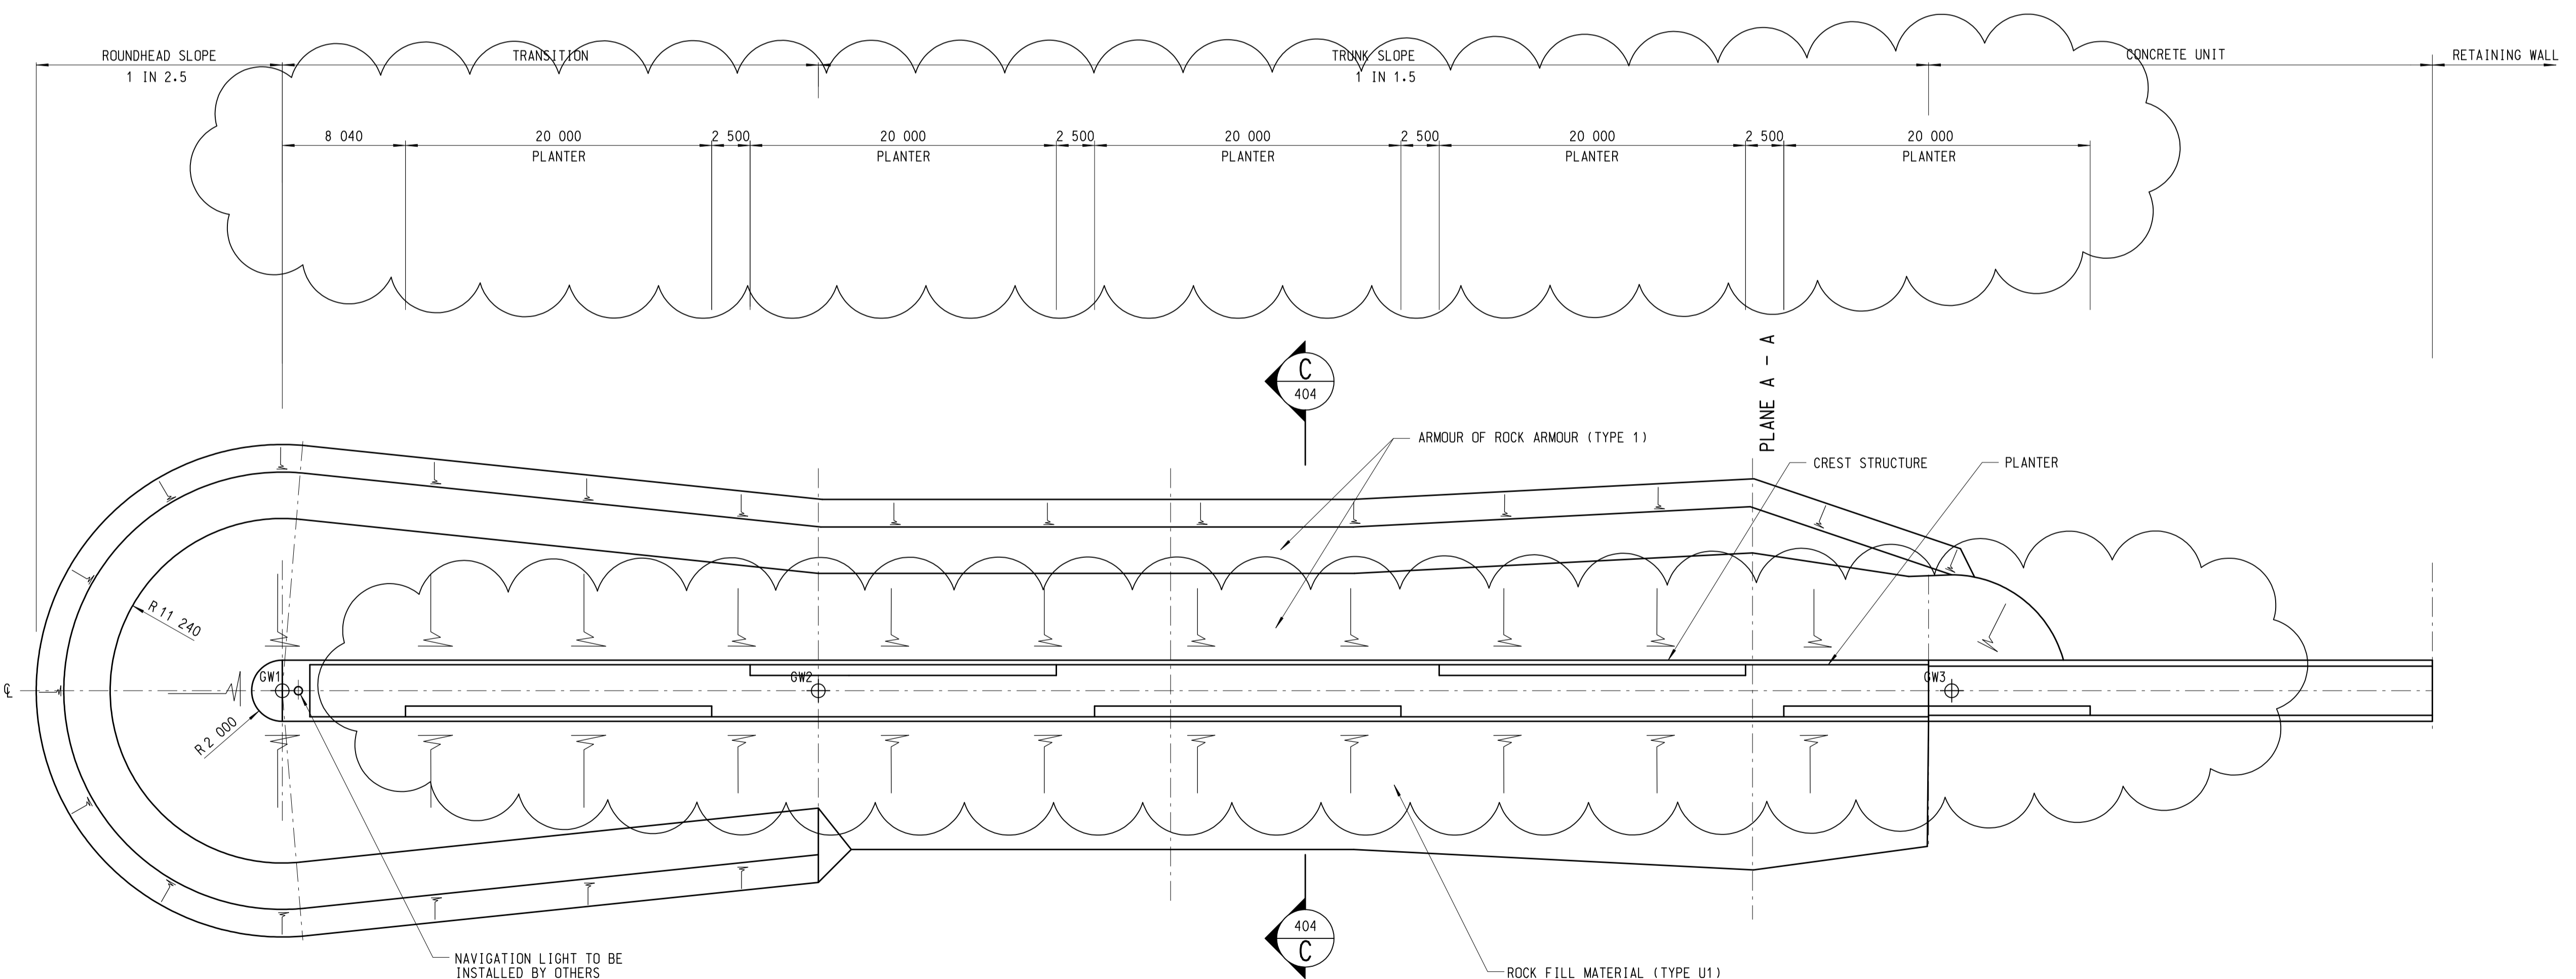 ROUNDHEAD SLOPE
1 IN 2.5
TRANSITION
TRUNK SLOPE
1 IN 1.5
CONCRETE UNIT
RETAINING WALL
8 040
20 000
PLANTER
2 500
20 000
PLANTER
2 500
20 000
PLANTER
2 500
20 000
PLANTER
2 500
20 000
PLANTER
C
404
PLANE A - A
ARMOUR OF ROCK ARMOUR (TYPE 1)
CREST STRUCTURE
PLANTER
R 11 240
℄
GW1
GW2
GW3
R 2 000
404
C
NAVIGATION LIGHT TO BE
INSTALLED BY OTHERS
ROCK FILL MATERIAL (TYPE U1)